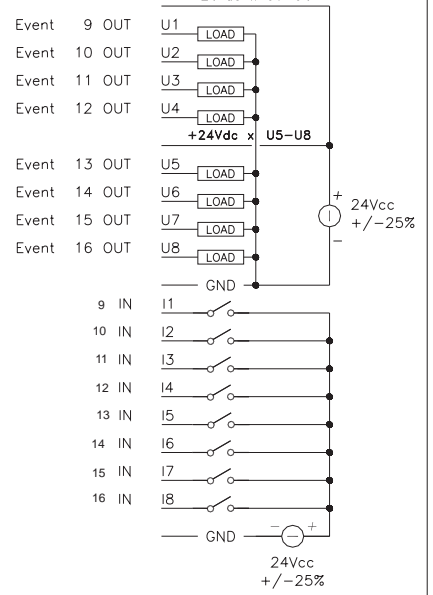 Event 9 OUT U1 LOAD
Event 10 OUT U2 LOAD
Event 11 OUT U3 LOAD
Event 12 OUT U4 LOAD
+24Vdc x U5-U8
Event 13 OUT U5 LOAD
Event 14 OUT U6 LOAD
Event 15 OUT U7 LOAD
Event 16 OUT U8 LOAD
+ 24Vcc
+/-25%
-
GND
9 IN I1
10 IN I2
11 IN I3
12 IN I4
13 IN I5
14 IN I6
15 IN I7
16 IN I8
GND - +
24Vcc
+/-25%